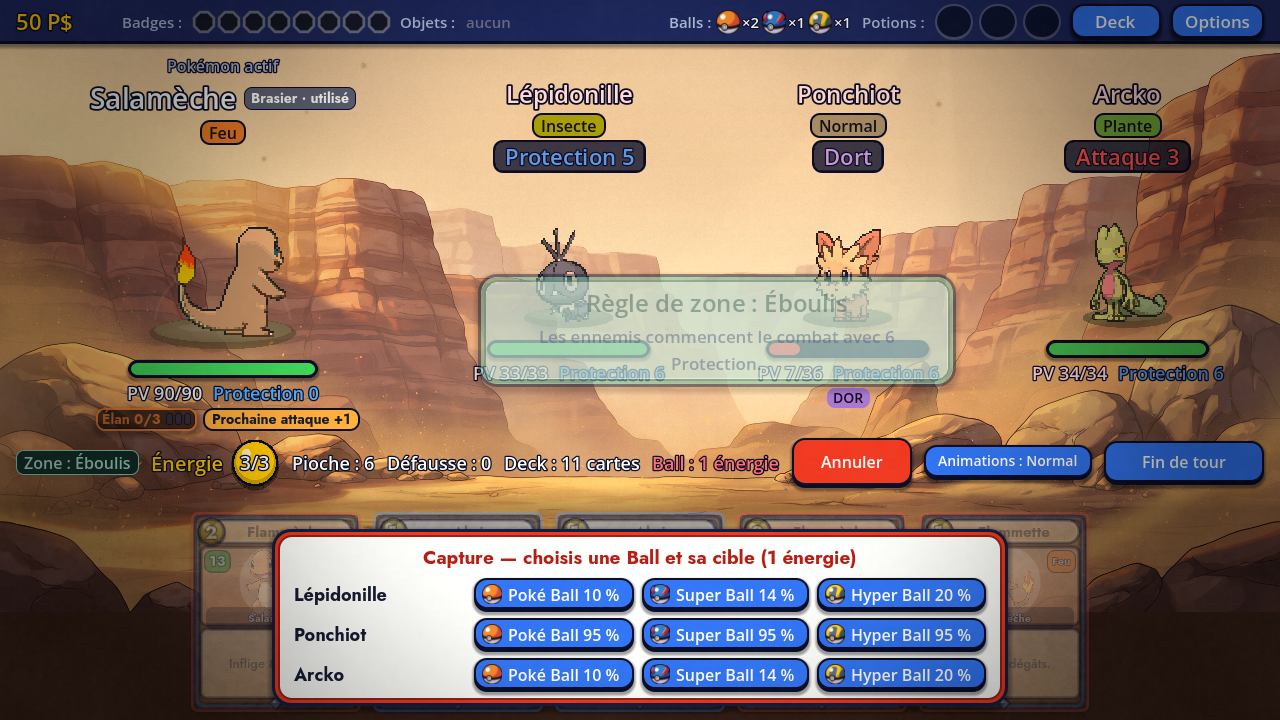 50 P$
Badges :
Objets : aucun
Balls : ×2 ×1 ×1
Potions :
Deck
Options
Pokémon actif
Salamèche
Brasier · utilisé
Feu
Lépidonille
Insecte
Protection 5
Ponchiot
Normal
Dort
Arcko
Plante
Attaque 3
Règle de zone : Éboulis
Les ennemis commencent le combat avec 6
Protection
PV 90/90 Protection 0
PV 33/33 Protection 6
PV 7/36 Protection 6
PV 34/34 Protection 6
DOR
Élan 0/3
Prochaine attaque +1
Zone : Éboulis
Énergie 3/3
Pioche : 6 Défausse : 0 Deck : 11 cartes
Ball : 1 énergie
Annuler
Animations : Normal
Fin de tour
2
13
Feu
Capture — choisis une Ball et sa cible (1 énergie)
Lépidonille Poké Ball 10 % Super Ball 14 % Hyper Ball 20 %
Ponchiot Poké Ball 95 % Super Ball 95 % Hyper Ball 95 %
Arcko Poké Ball 10 % Super Ball 14 % Hyper Ball 20 %